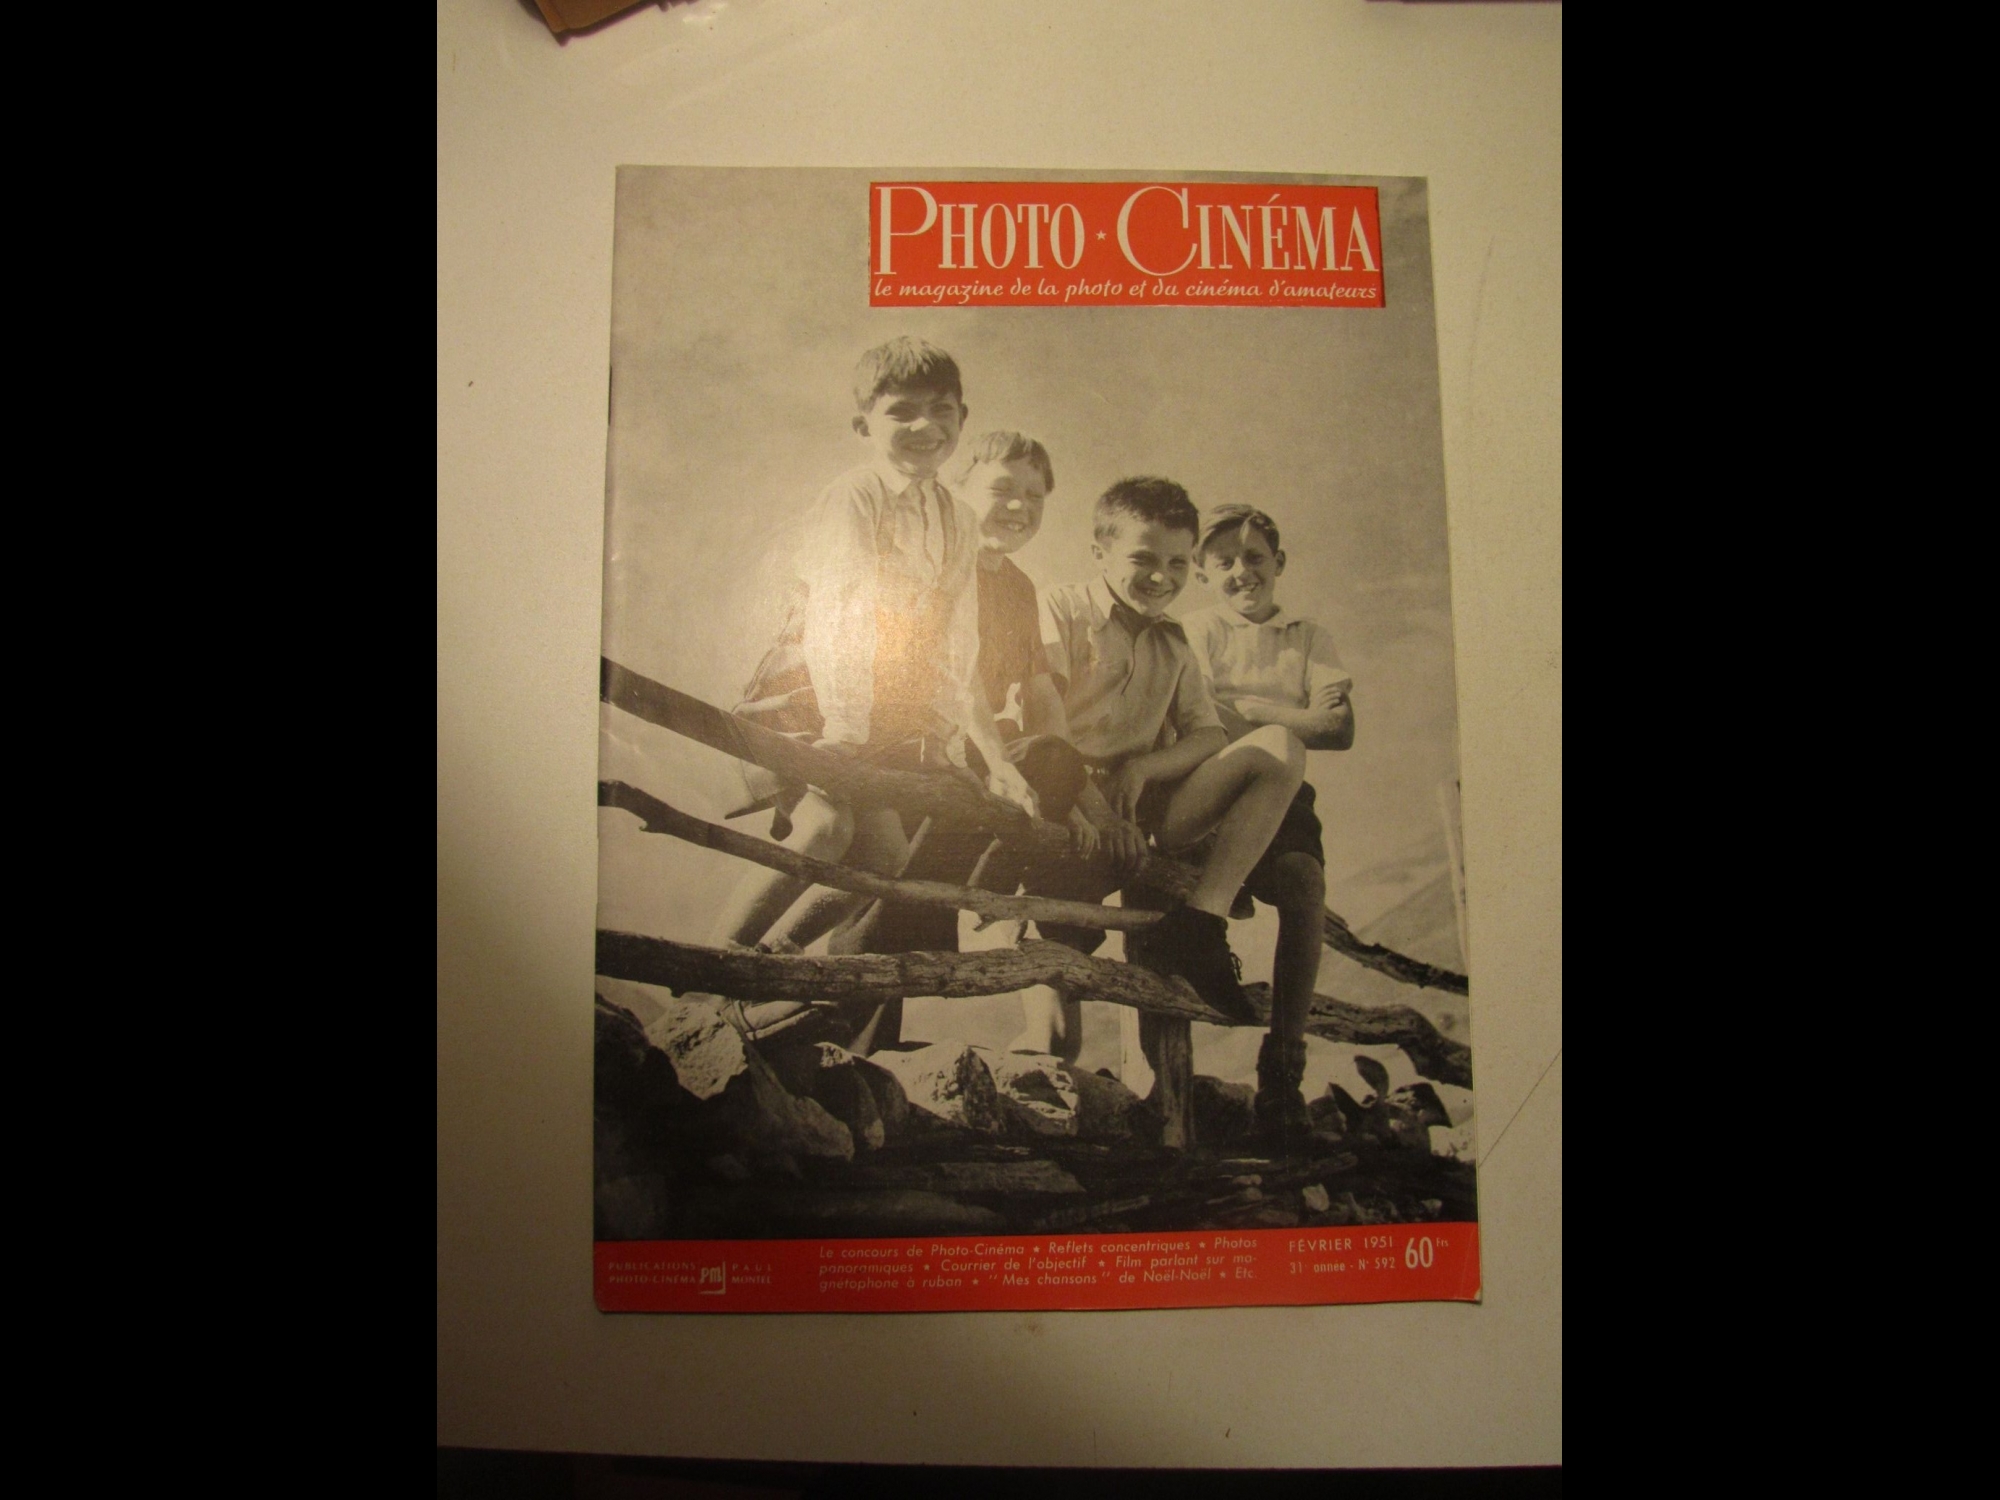 PHOTO ★ CINÉMA
le magazine de la photo et du cinéma d'amateurs
PUBLICATIONS
PHOTO-CINÉMA
pm
PAUL
MONTEL
Le concours de Photo-Cinéma ★ Reflets concentriques ★ Photos
panoramiques ★ Courrier de l'objectif ★ Film parlant sur ma-
gnétophone à ruban ★ "Mes chansons" de Noël-Noël ★ Etc.
FÉVRIER 1951
31e année - N° 592
60 frs